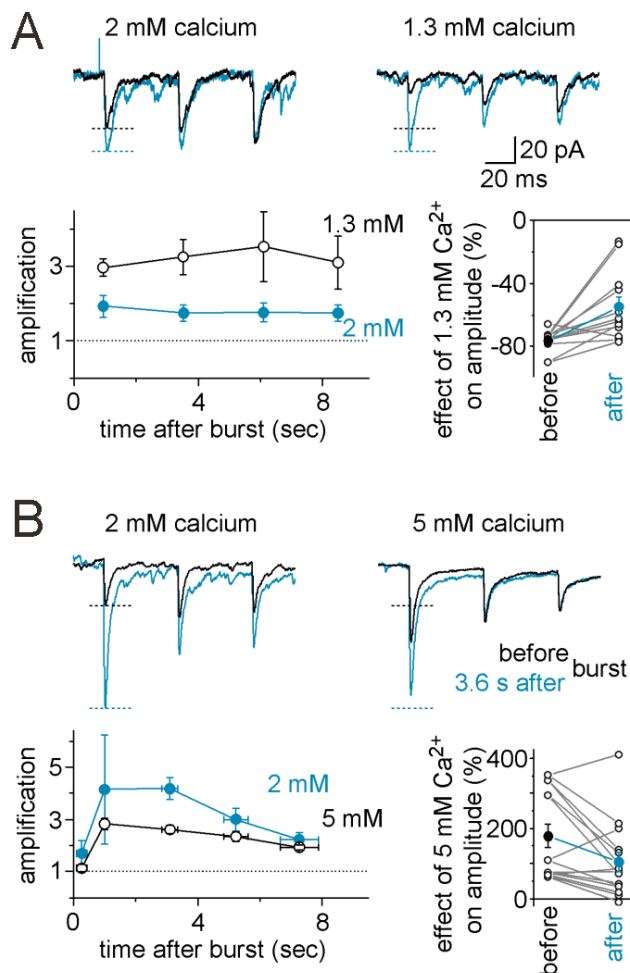 A
2 mM calcium
1.3 mM calcium
20 pA
20 ms
amplification
3
1
1.3 mM
2 mM
0
4
8
time after burst (sec)
effect of 1.3 mM Ca²⁺
on amplitude (%)
0
-40
-80
before
after
B
2 mM calcium
5 mM calcium
before
burst
3.6 s after
amplification
5
3
1
2 mM
5 mM
0
4
8
time after burst (sec)
effect of 5 mM Ca²⁺
on amplitude (%)
400
200
0
before
after